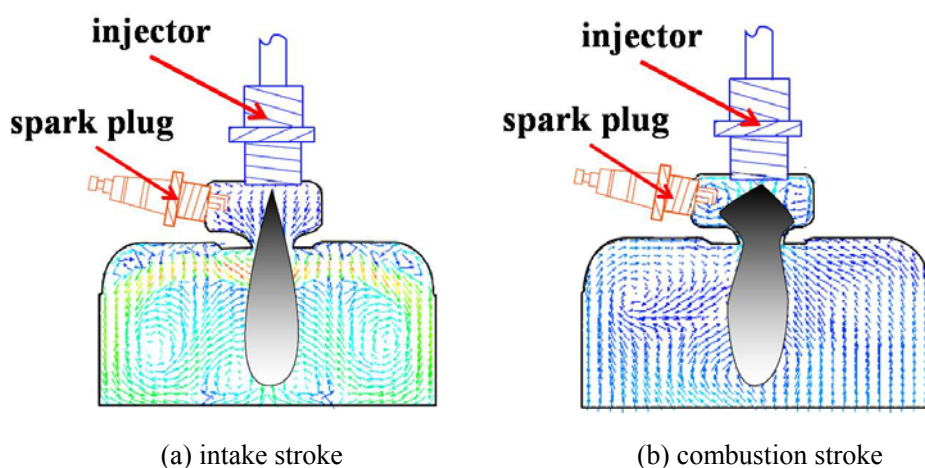 injector
spark plug
injector
spark plug
(a) intake stroke
(b) combustion stroke